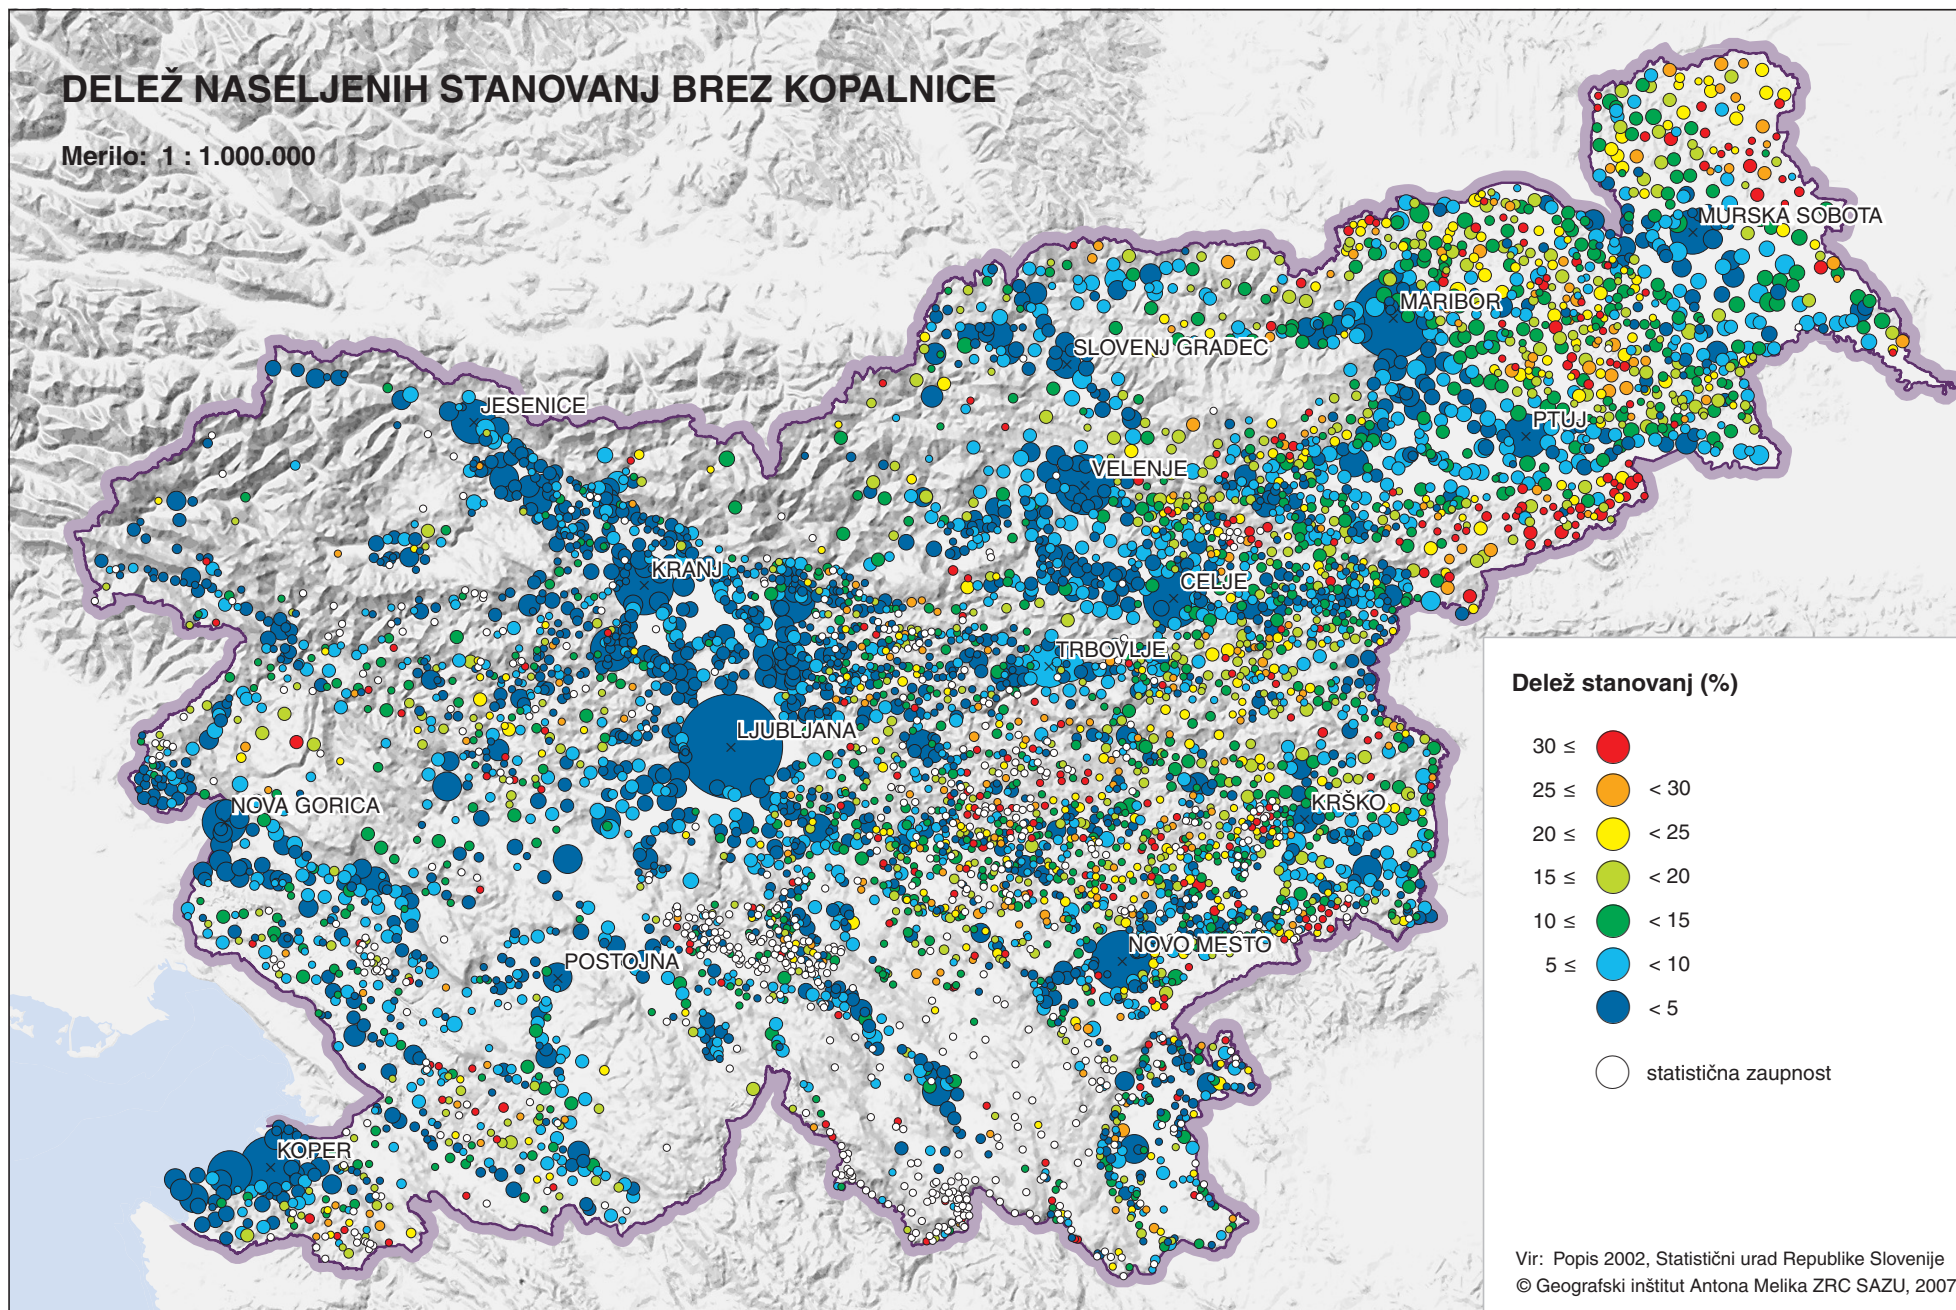 DELEŽ NASELJENIH STANOVANJ BREZ KOPALNICE
Merilo: 1 : 1.000.000
MURSKA SOBOTA
MARIBOR
SLOVENJ GRADEC
JESENICE
PTUJ
VELENJE
KRANJ
CELJE
TRBOVLJE
LJUBLJANA
NOVA GORICA
KRŠKO
NOVO MESTO
POSTOJNA
KOPER
Delež stanovanj (%)
30 ≤
25 ≤ < 30
20 ≤ < 25
15 ≤ < 20
10 ≤ < 15
5 ≤ < 10
< 5
statistična zaupnost
Vir: Popis 2002, Statistični urad Republike Slovenije
© Geografski inštitut Antona Melika ZRC SAZU, 2007